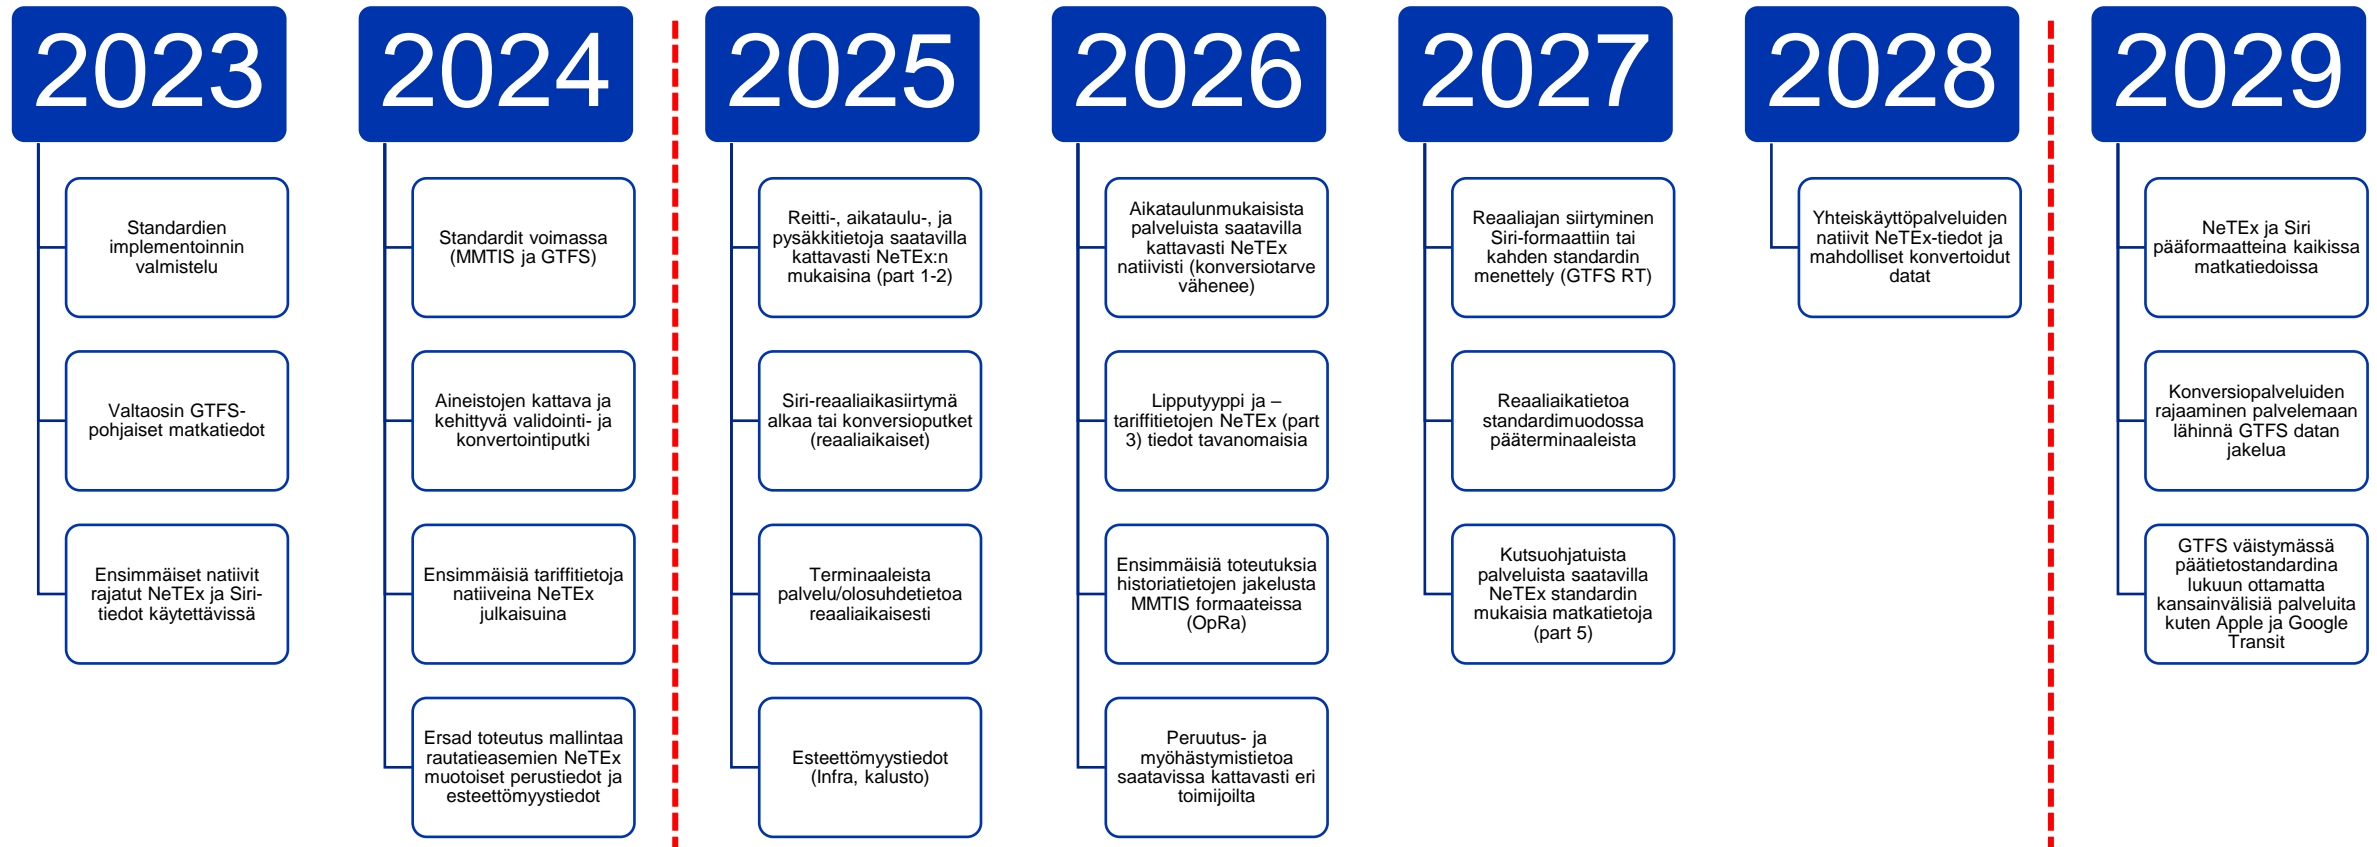 2023
Standardien
implementoinnin
valmistelu
Valtaosin GTFS-
pohjaiset matkatiedot
Ensimmäiset natiivit
rajatut NeTEx ja Siri-
tiedot käytettävissä
2024
Standardit voimassa
(MMTIS ja GTFS)
Aineistojen kattava ja
kehittyvä validointi- ja
konvertointiputki
Ensimmäisiä tariffitietoja
natiiveina NeTEx
julkaisuina
Ersad toteutus mallintaa
rautatieasemien NeTEx
muotoiset perustiedot ja
esteettömyystiedot
2025
Reitti-, aikataulu-, ja
pysäkkitietoja saatavilla
kattavasti NeTEx:n
mukaisina (part 1-2)
Siri-reaaliaikasiirtymä
alkaa tai konversioputket
(reaaliaikaiset)
Terminaaleista
palvelu/olosuhdetietoa
reaaliaikaisesti
Esteettömyystiedot
(Infra, kalusto)
2026
Aikataulunmukaisista
palveluista saatavilla
kattavasti NeTEx
natiivisti (konversiotarve
vähenee)
Lipputyyppi ja –
tariffitietojen NeTEx (part
3) tiedot tavanomaisia
Ensimmäisiä toteutuksia
historiatietojen jakelusta
MMTIS formaateissa
(OpRa)
Peruutus- ja
myöhästymistietoa
saatavissa kattavasti eri
toimijoilta
2027
Reaaliajan siirtyminen
Siri-formaattiin tai
kahden standardin
menettely (GTFS RT)
Reaaliaikatietoa
standardimuodossa
pääterminaaleista
Kutsuohjatuista
palveluista saatavilla
NeTEx standardin
mukaisia matkatietoja
(part 5)
2028
Yhteiskäyttöpalveluiden
natiivit NeTEx-tiedot ja
mahdolliset konvertoidut
datat
2029
NeTEx ja Siri
pääformaatteina kaikissa
matkatiedoissa
Konversiopalveluiden
rajaaminen palvelemaan
lähinnä GTFS datan
jakelua
GTFS väistymässä
päätietostandardina
lukuun ottamatta
kansainvälisiä palveluita
kuten Apple ja Google
Transit